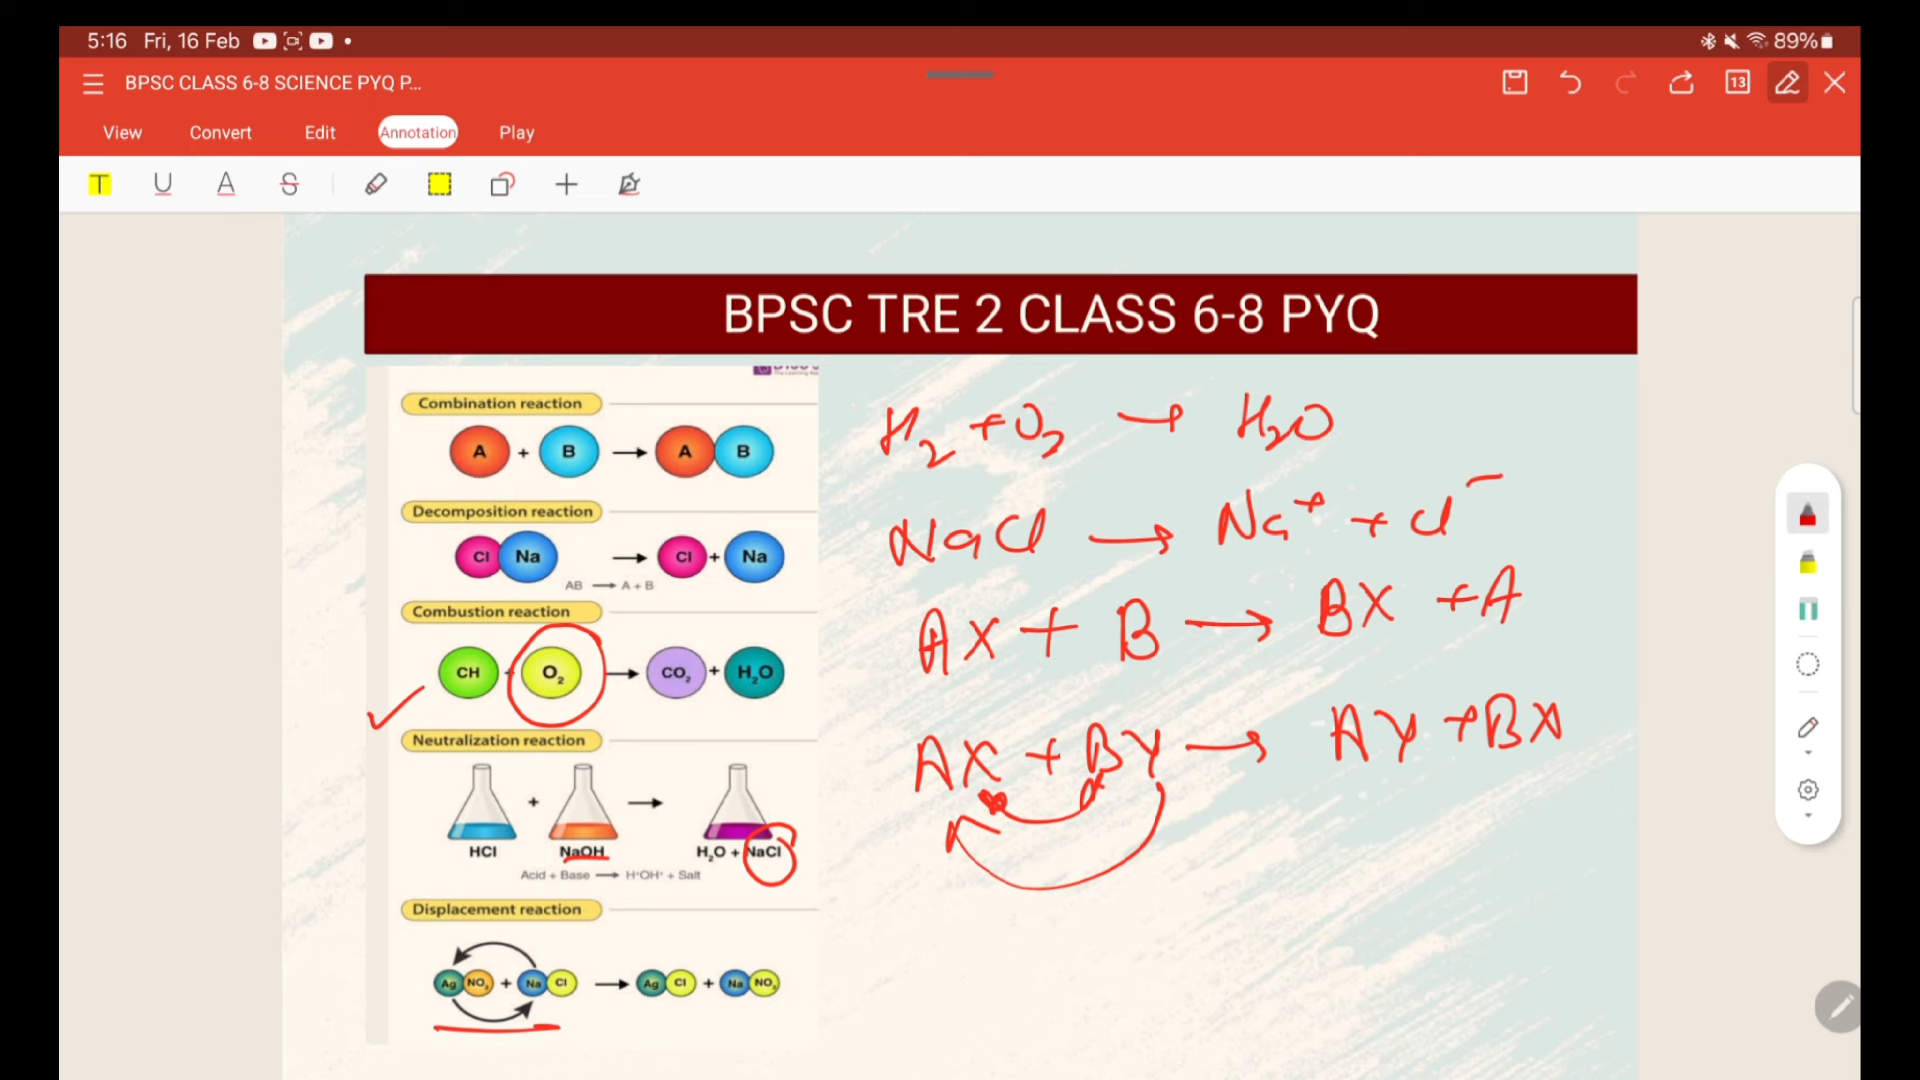 5:16 Fri, 16 Feb
89%
BPSC CLASS 6-8 SCIENCE PYQ P...
13
View Convert Edit Annotation Play
T U A S
BPSC TRE 2 CLASS 6-8 PYQ
Combination reaction
A + B → A B
Decomposition reaction
Cl Na → Cl + Na
AB → A + B
Combustion reaction
CH + O₂ → CO₂ + H₂O
Neutralization reaction
+ →
HCl NaOH H₂O + NaCl
Acid + Base → H⁺OH⁺ + Salt
Displacement reaction
Ag NO₃ + Na Cl → Ag Cl + Na NO₃
H₂ + O₂ → H₂O
NaCl → Na⁺ + Cl⁻
AX + B → BX + A
AX + BY → AY + BX